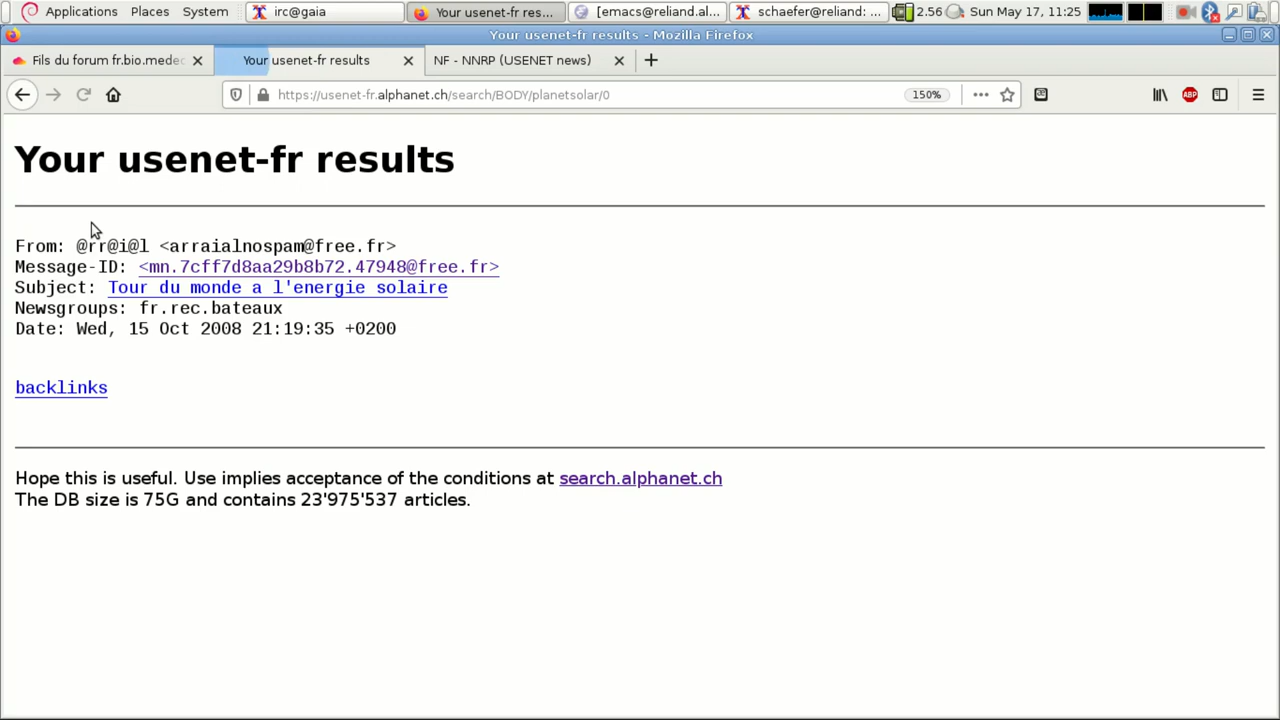 Applications Places System irc@gaia Your usenet-fr res... [emacs@reliand.al... schaefer@reliand: ... 2.56 Sun May 17, 11:25
Your usenet-fr results - Mozilla Firefox
Fils du forum fr.bio.medec Your usenet-fr results NF - NNRP (USENET news)
https://usenet-fr.alphanet.ch/search/BODY/planetsolar/0 150% ABP
Your usenet-fr results
From: @rr@i@l <arraialnospam@free.fr>
Message-ID: <mn.7cff7d8aa29b8b72.47948@free.fr>
Subject: Tour du monde a l'energie solaire
Newsgroups: fr.rec.bateaux
Date: Wed, 15 Oct 2008 21:19:35 +0200
backlinks
Hope this is useful. Use implies acceptance of the conditions at search.alphanet.ch
The DB size is 75G and contains 23'975'537 articles.